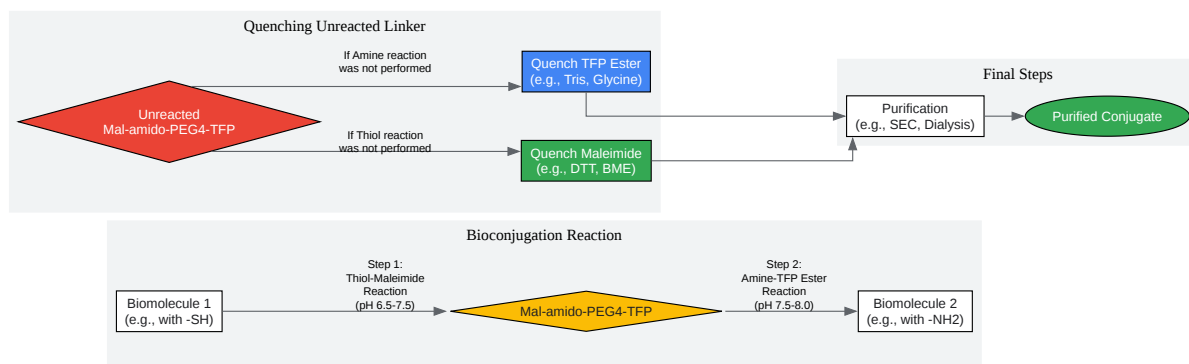 Quenching Unreacted Linker
If Amine reaction
was not performed
Quench TFP Ester
(e.g., Tris, Glycine)
Unreacted
Mal-amido-PEG4-TFP
If Thiol reaction
was not performed
Quench Maleimide
(e.g., DTT, BME)
Final Steps
Purification
(e.g., SEC, Dialysis)
Purified Conjugate
Bioconjugation Reaction
Biomolecule 1
(e.g., with -SH)
Step 1:
Thiol-Maleimide
Reaction
(pH 6.5-7.5)
Mal-amido-PEG4-TFP
Step 2:
Amine-TFP Ester
Reaction
(pH 7.5-8.0)
Biomolecule 2
(e.g., with -NH2)